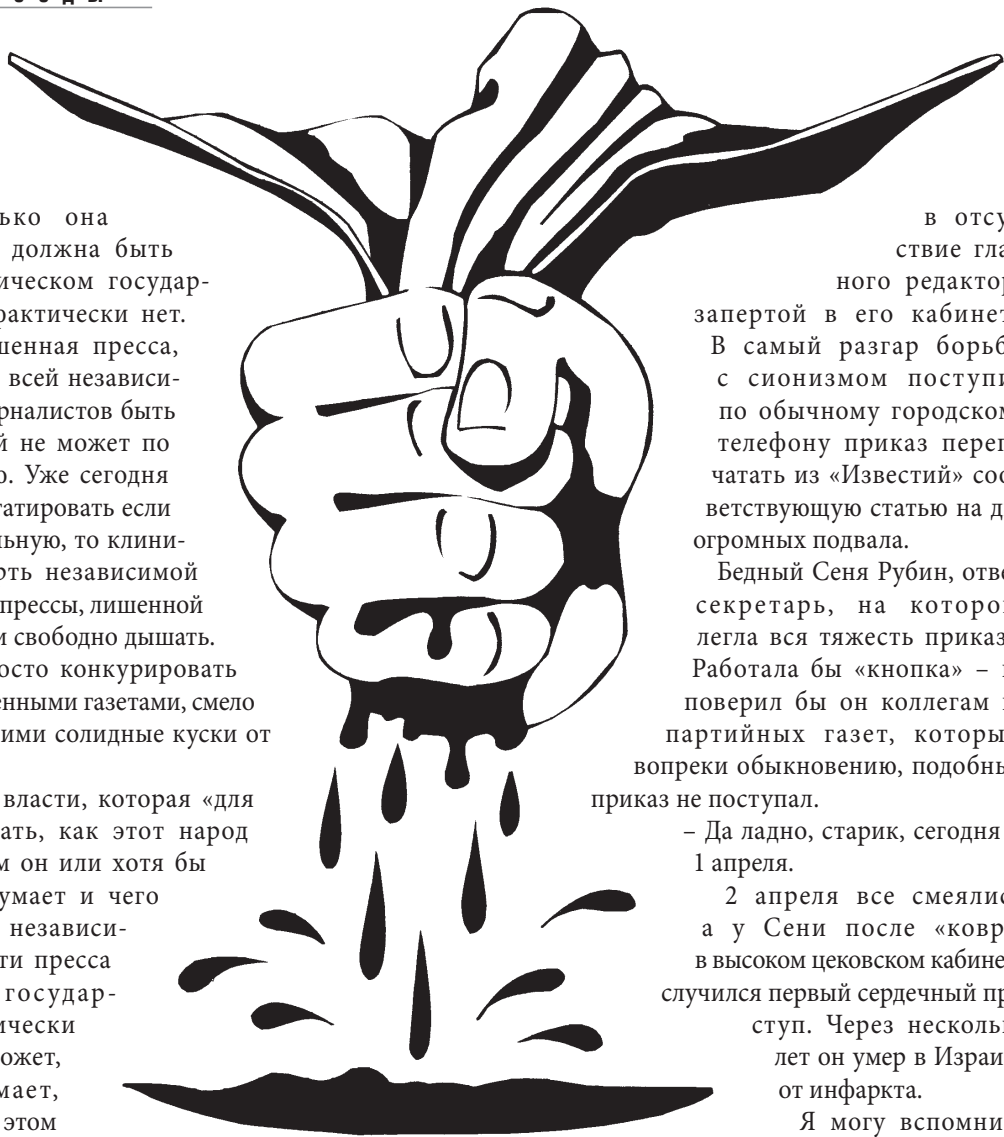 ько она
должна быть
ическом государ-
рактически нет.
шенная пресса,
всей независи-
рналистов быть
й не может по
ю. Уже сегодня
татировать если
льную, то клини-
рть независимой
прессы, лишенной
и свободно дышать.
осто конкурировать
енными газетами, смело
ими солидные куски от
власти, которая «для
ать, как этот народ
м он или хотя бы
умает и чего
независи-
ти пресса
государ-
ически
ожет,
мает,
этом
в отсу
ствие гла
ного редактор
запертой в его кабинет
В самый разгар борьб
с сионизмом поступи
по обычному городском
телефону приказ перег
чатать из «Известий» соо
ветствующую статью на д
огромных подвала.
Бедный Сеня Рубин, отве
секретарь, на которо
легла вся тяжесть приказ
Работала бы «кнопка» –
поверил бы он коллегам
партийных газет, которы
вопреки обыкновению, подобны
приказ не поступал.
– Да ладно, старик, сегодня
1 апреля.
2 апреля все смеялис
а у Сени после «ковр
в высоком цековском кабине
случился первый сердечный пр
ступ. Через нескольк
лет он умер в Израи
от инфаркта.
Я могу вспомни